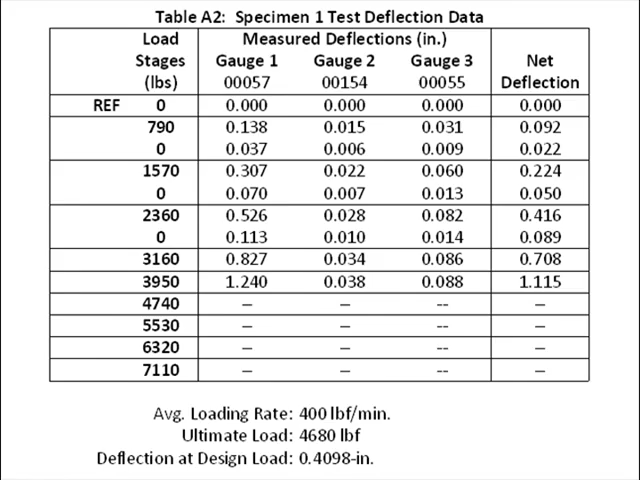 Table A2: Specimen 1 Test Deflection Data
Load Measured Deflections (in.)
Stages Gauge 1 Gauge 2 Gauge 3 Net
(lbs) 00057 00154 00055 Deflection
REF 0 0.000 0.000 0.000 0.000
790 0.138 0.015 0.031 0.092
0 0.037 0.006 0.009 0.022
1570 0.307 0.022 0.060 0.224
0 0.070 0.007 0.013 0.050
2360 0.526 0.028 0.082 0.416
0 0.113 0.010 0.014 0.089
3160 0.827 0.034 0.086 0.708
3950 1.240 0.038 0.088 1.115
4740 – – -- –
5530 – – -- –
6320 – – -- –
7110 – – -- –
Avg. Loading Rate: 400 lbf/min.
Ultimate Load: 4680 lbf
Deflection at Design Load: 0.4098-in.